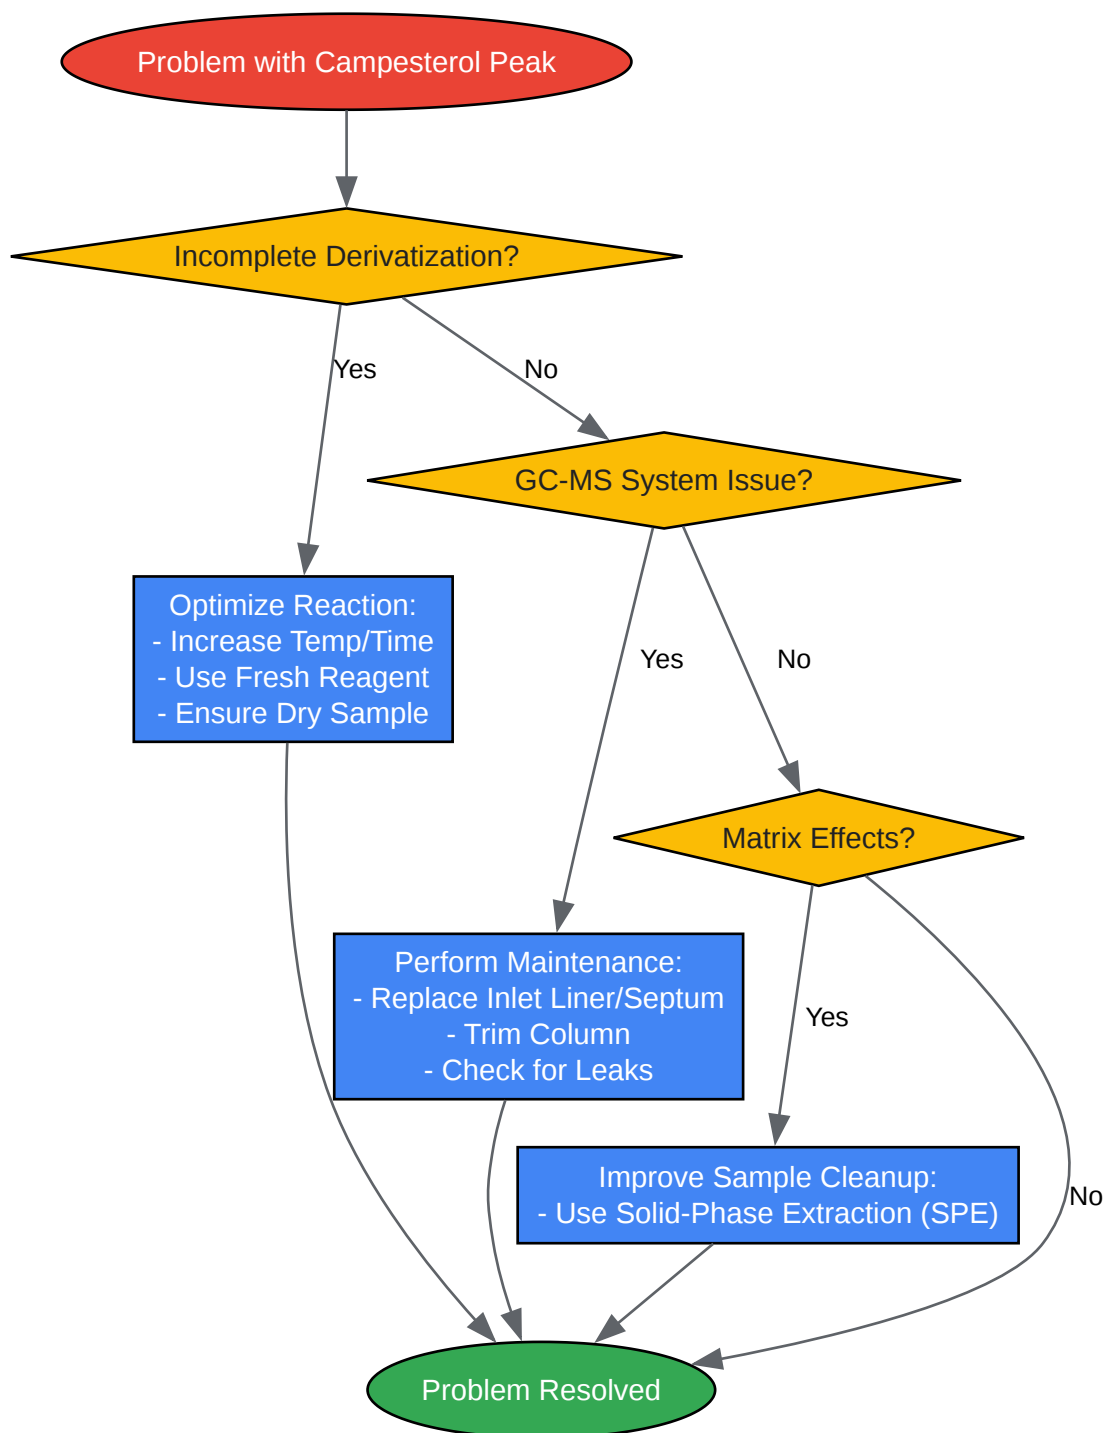 Problem with Campesterol Peak
Incomplete Derivatization?
Yes
No
GC-MS System Issue?
Optimize Reaction:
- Increase Temp/Time
- Use Fresh Reagent
- Ensure Dry Sample
Yes
No
Matrix Effects?
Perform Maintenance:
- Replace Inlet Liner/Septum
- Trim Column
- Check for Leaks
Yes
Improve Sample Cleanup:
- Use Solid-Phase Extraction (SPE)
No
Problem Resolved